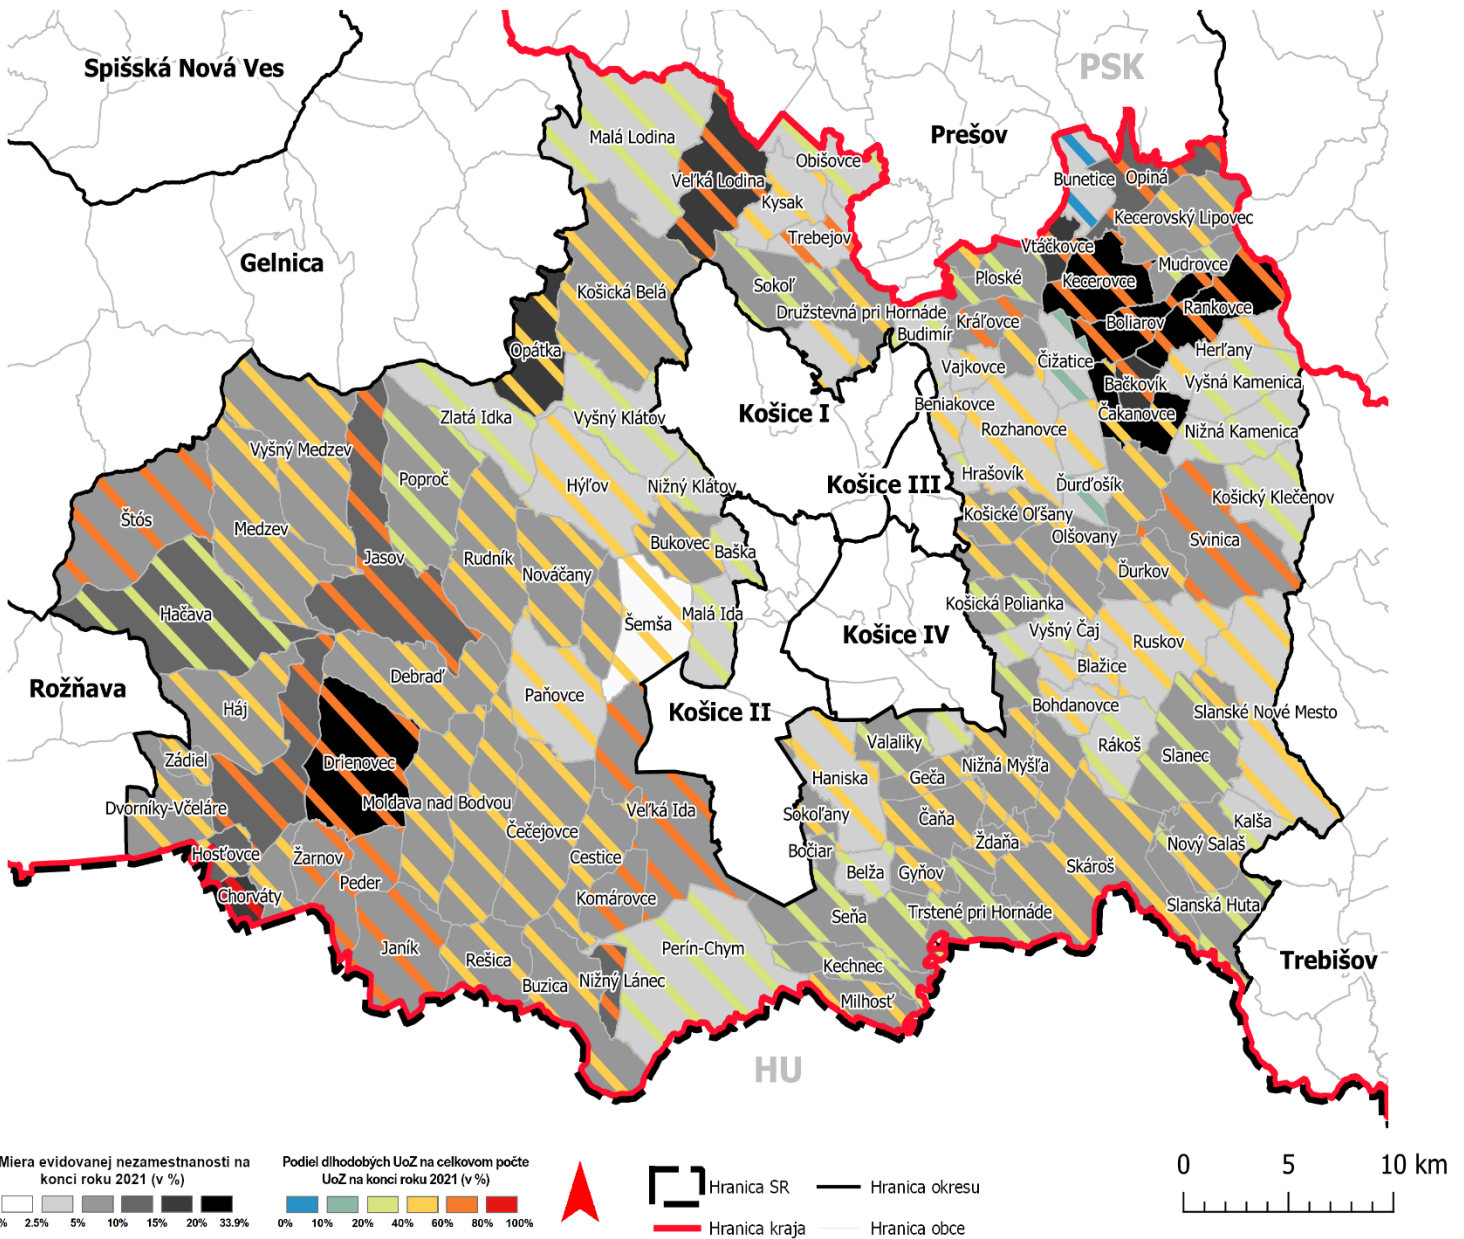 Spišská Nová Ves
PSK
Prešov
Malá Lodina
Obišovce
Veľká Lodina
Bunetice
Opiná
Kysak
Kecerovský Lipovec
Trebejov
Vtáčkovce
Gelnica
Mudrovce
Ploské
Kecerovce
Sokoľ
Košická Belá
Rankovce
Družstevná pri Hornáde
Kráľovce
Boliarov
Budimír
Opátka
Herľany
Čižatice
Vajkovce
Bačkovík
Vyšná Kamenica
Beniakovce
Košice I
Čakanovce
Zlatá Idka
Vyšný Klátov
Rozhanovce
Nižná Kamenica
Vyšný Medzev
Hrašovík
Poproč
Hýľov
Nižný Klátov
Košice III
Ďurďošík
Košický Klečenov
Štós
Košické Oľšany
Medzev
Olšovany
Svinica
Bukovec
Baška
Jasov
Rudník
Nováčany
Ďurkov
Košická Polianka
Hačava
Malá Ida
Šemša
Košice IV
Vyšný Čaj
Ruskov
Blažice
Debraď
Rožňava
Paňovce
Bohdanovce
Háj
Košice II
Slanské Nové Mesto
Valaliky
Rákoš
Slanec
Zádiel
Drienovec
Nižná Myšľa
Haniska
Geča
Dvorníky-Včeláre
Moldava nad Bodvou
Veľká Ida
Sokoľany
Čaňa
Kalša
Čečejovce
Ždaňa
Nový Salaš
Hosťovce
Žarnov
Cestice
Bočiar
Skároš
Peder
Belža
Gyňov
Chorváty
Komárovce
Slanská Huta
Seňa
Trstené pri Hornáde
Janík
Perín-Chym
Rešica
Trebišov
Kechnec
Nižný Lánec
Buzica
Milhosť
HU
Miera evidovanej nezamestnanosti na
konci roku 2021 (v %)
% 2.5% 5% 10% 15% 20% 33.9%
Podiel dlhodobých UoZ na celkovom počte
UoZ na konci roku 2021 (v %)
0% 10% 20% 40% 60% 80% 100%
Hranica SR
Hranica okresu
Hranica kraja
Hranica obce
0 5 10 km